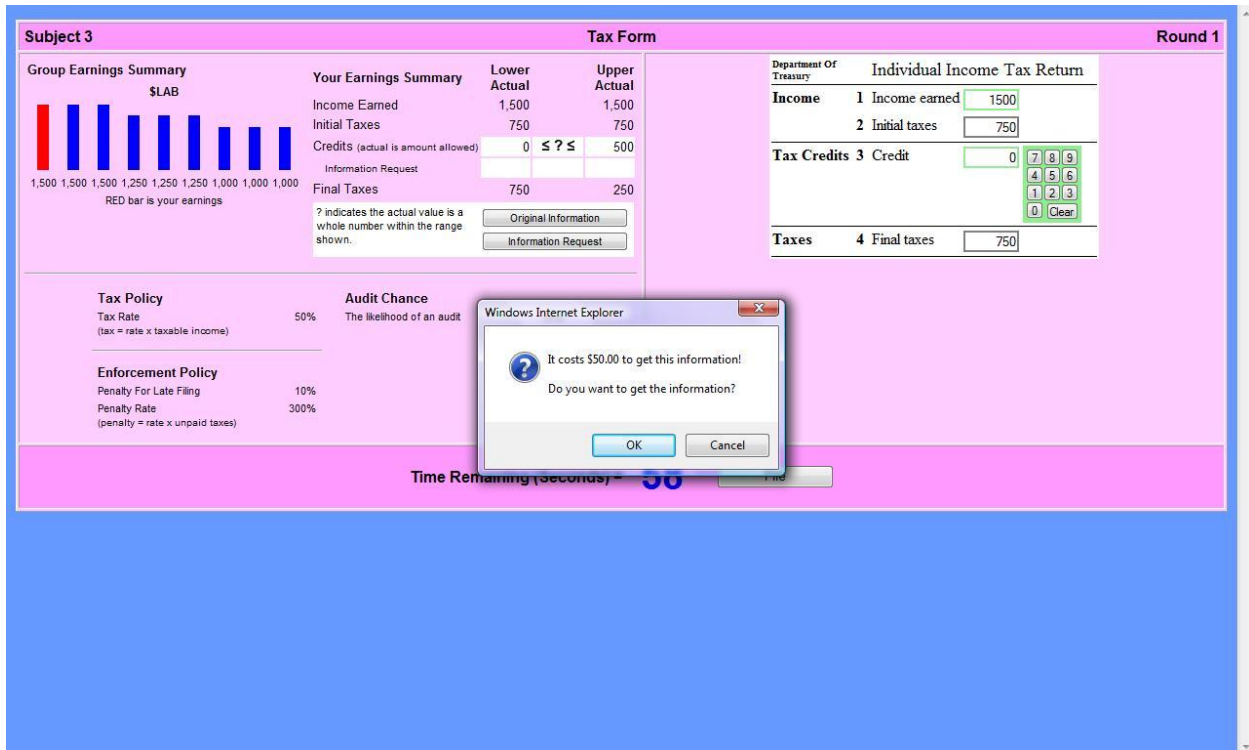 Subject 3 Tax Form Round 1
Group Earnings Summary
$LAB
1,500 1,500 1,500 1,250 1,250 1,250 1,000 1,000 1,000
RED bar is your earnings
Your Earnings Summary Lower Actual Upper Actual
Income Earned 1,500 1,500
Initial Taxes 750 750
Credits (actual is amount allowed) 0 ≤ ? ≤ 500
Information Request
Final Taxes 750 250
? indicates the actual value is a
whole number within the range
shown.
Original Information
Information Request
Department Of
Treasury
Individual Income Tax Return
Income 1 Income earned 1500
2 Initial taxes 750
Tax Credits 3 Credit 0
7 8 9
4 5 6
1 2 3
0 Clear
Taxes 4 Final taxes 750
Tax Policy
Tax Rate 50%
(tax = rate x taxable income)
Enforcement Policy
Penalty For Late Filing 10%
Penalty Rate 300%
(penalty = rate x unpaid taxes)
Audit Chance
The likelihood of an audit
Windows Internet Explorer
It costs $50.00 to get this information!
Do you want to get the information?
OK Cancel
Time Remaining (Seconds) = 58